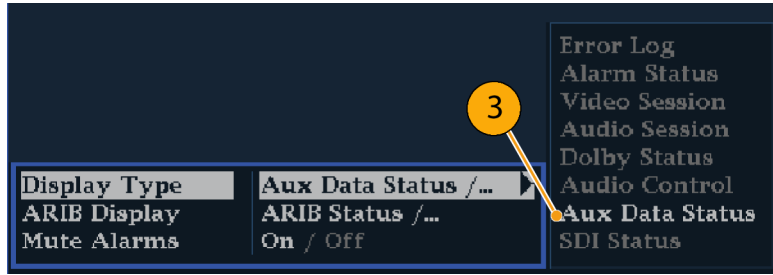 Error Log
Alarm Status
Video Session
3
Audio Session
Dolby Status
Display Type Aux Data Status /... Audio Control
ARIB Display ARIB Status /... Aux Data Status
Mute Alarms On / Off SDI Status